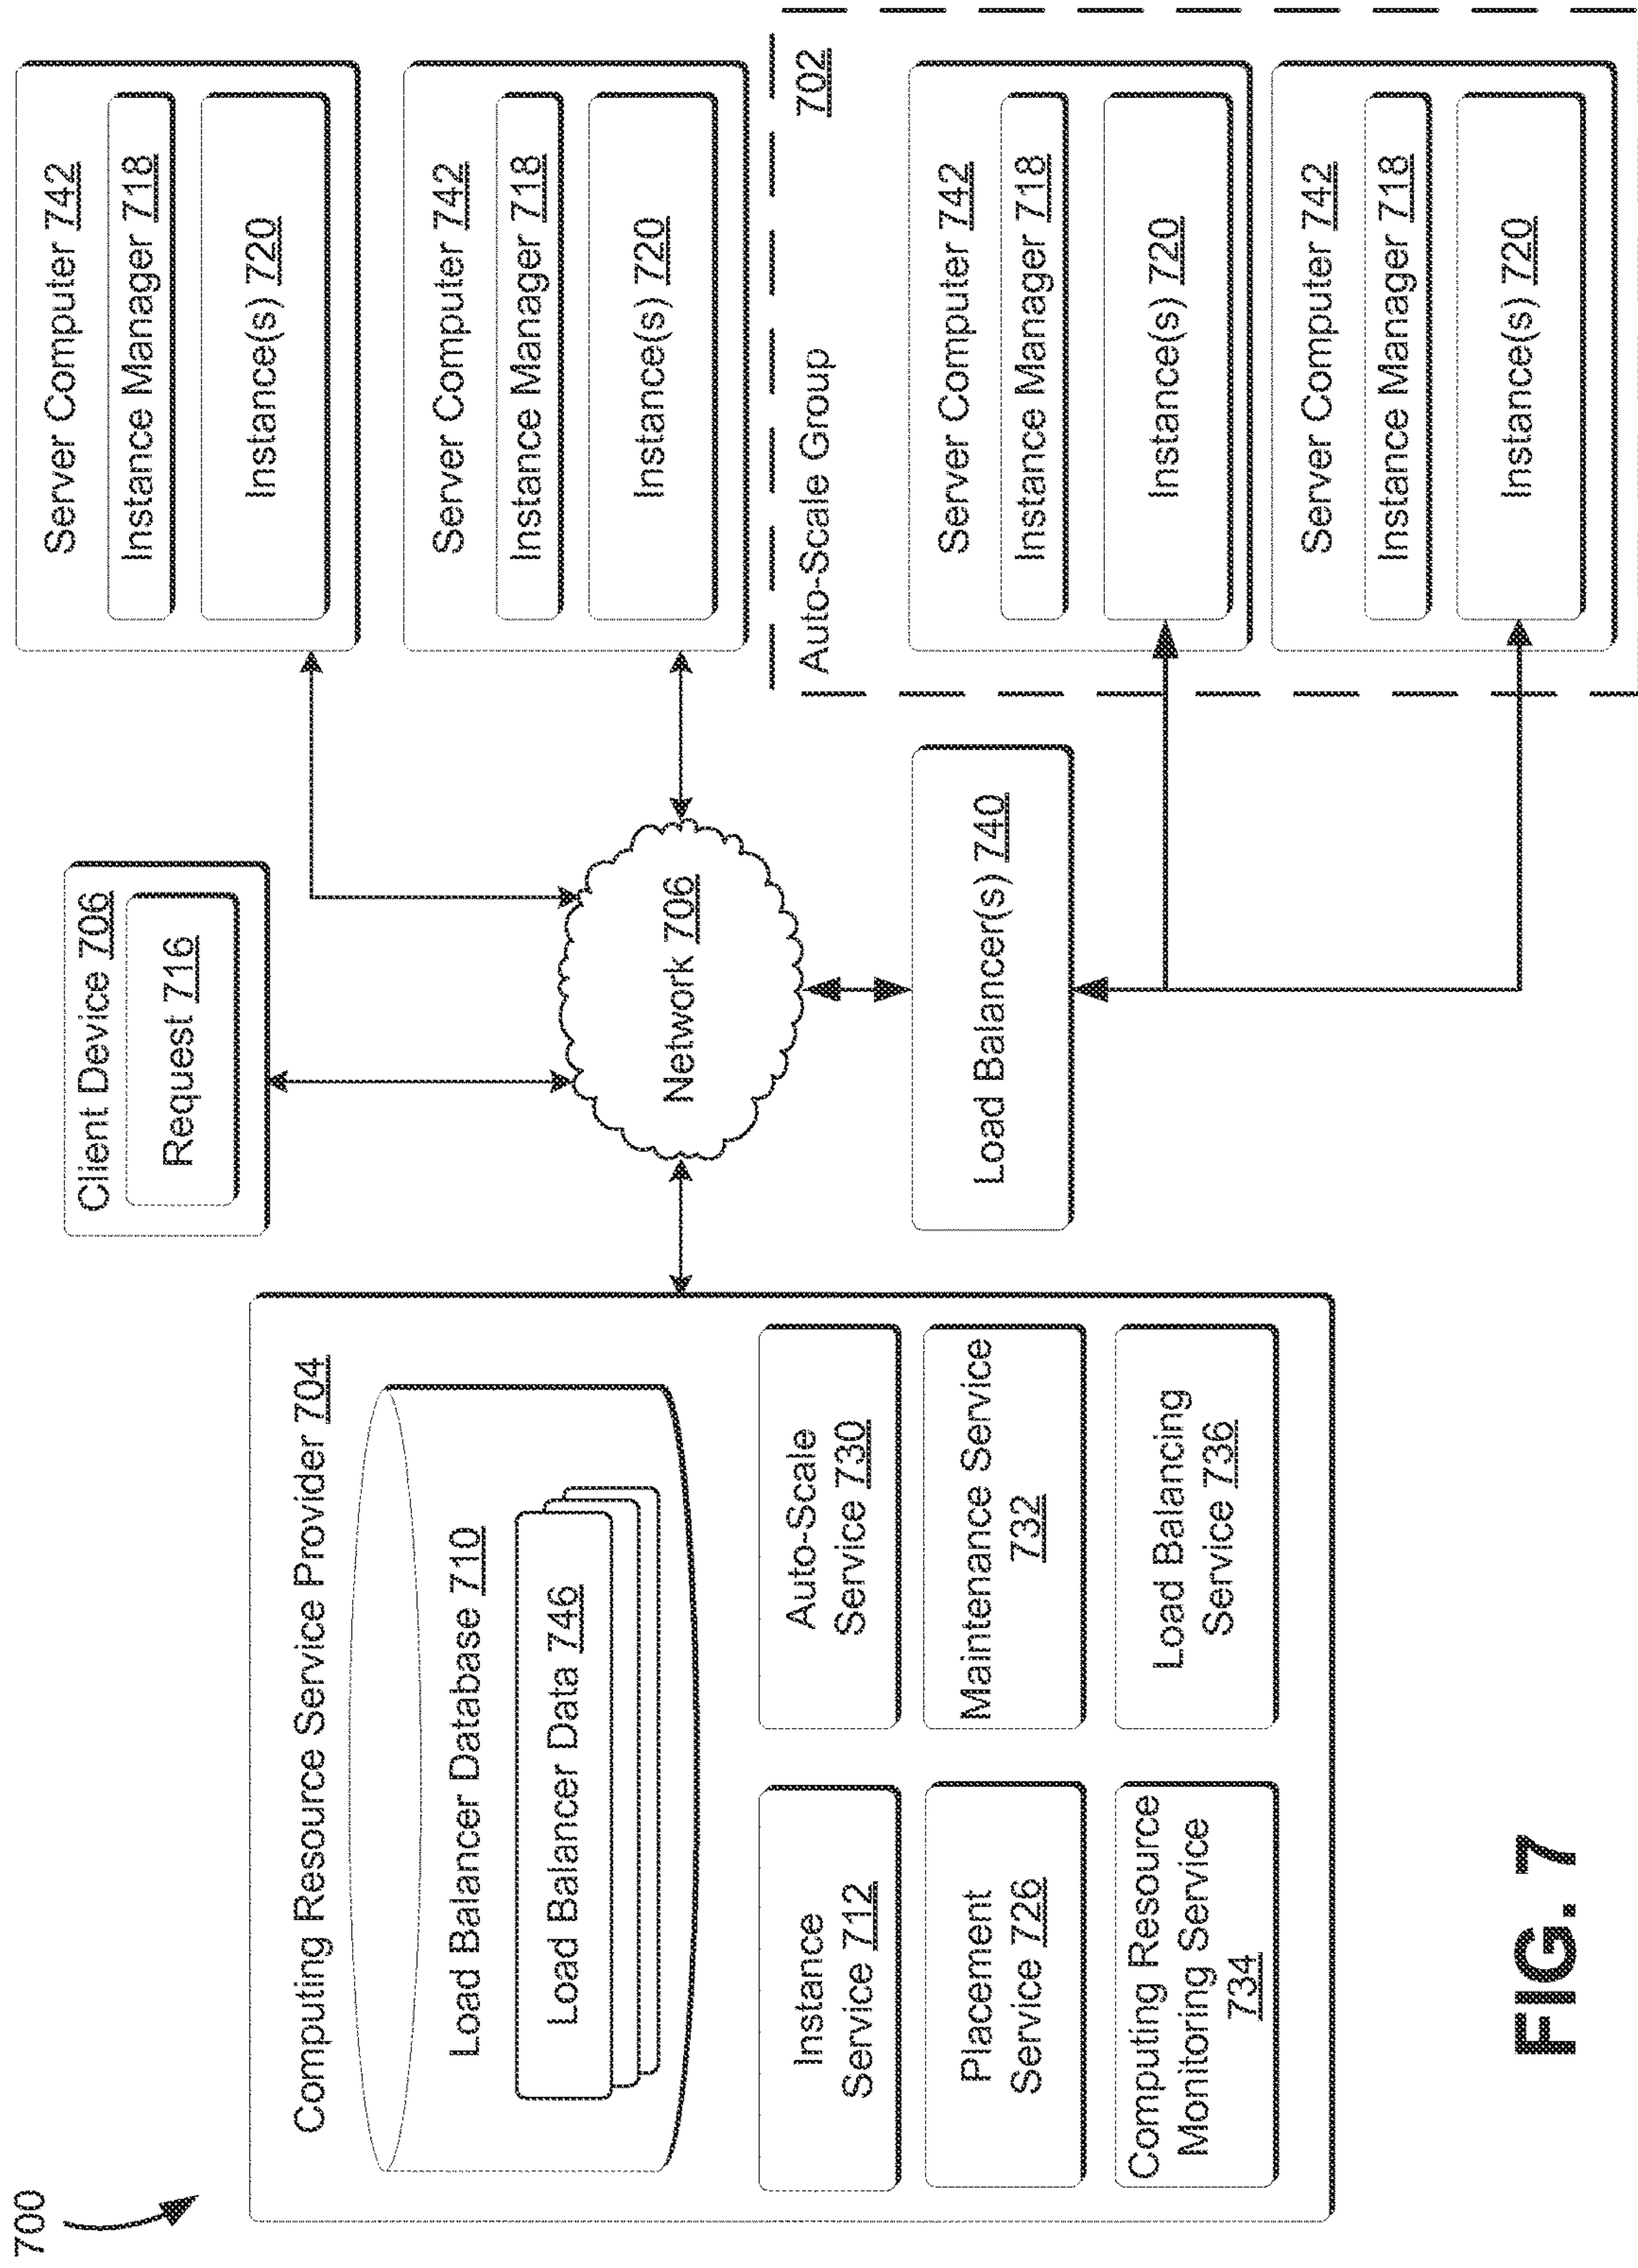 700
Computing Resource Service Provider 704
Load Balancer Database 710
Load Balancer Data 746
Instance
Service 712
Auto-Scale
Service 730
Placement
Service 726
Maintenance Service
732
Computing Resource
Monitoring Service
734
Load Balancing
Service 736
Client Device 706
Request 716
Network 706
Load Balancer(s) 740
Server Computer 742
Instance Manager 718
Instance(s) 720
Server Computer 742
Instance Manager 718
Instance(s) 720
Auto-Scale Group 702
Server Computer 742
Instance Manager 718
Instance(s) 720
Server Computer 742
Instance Manager 718
Instance(s) 720
FIG. 7